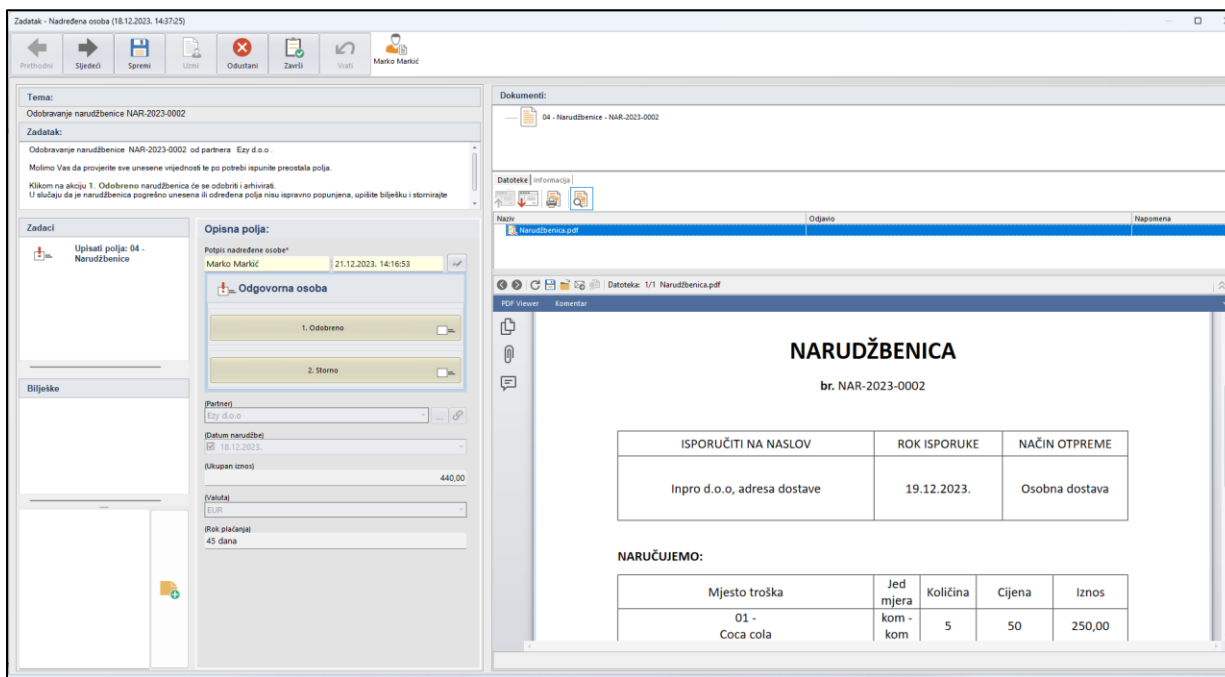 Zadatak - Nadređena osoba (18.12.2023. 14:37:25)
Prethodni
Sljedeći
Spremi
Uzmi
Odustani
Završi
Vrati
Marko Markić
Tema:
Odobravanje narudžbenice NAR-2023-0002
Zadatak:
Odobravanje narudžbenice NAR-2023-0002 od partnera Ezy d.o.o .
Molimo Vas da provjerite sve unesene vrijednosti te po potrebi ispunite preostala polja.
Klikom na akciju 1. Odobreno narudžbenica će se odobriti i arhivirati.
U slučaju da je narudžbenica pogrešno unesena ili određena polja nisu ispravno popunjena, upišite bilješku i stornirajte
Zadaci
Upisati polja: 04 -
Narudžbenice
Bilješke
Opisna polja:
Potpis nadređene osobe*
Marko Markić
21.12.2023. 14:16:53
Odgovorna osoba
1. Odobreno
2. Storno
(Partner)
Ezy d.o.o
...
(Datum narudžbe)
18.12.2023.
(Ukupan iznos)
440,00
(Valuta)
EUR
(Rok plaćanja)
45 dana
Dokumenti:
04 - Narudžbenice - NAR-2023-0002
Datoteke
Informacija
Naziv
Odjavio
Napomena
Narudžbenica.pdf
Datoteka: 1/1 Narudžbenica.pdf
PDF Viewer
Komentar
NARUDŽBENICA
br. NAR-2023-0002
ISPORUČITI NA NASLOV
ROK ISPORUKE
NAČIN OTPREME
Inpro d.o.o, adresa dostave
19.12.2023.
Osobna dostava
NARUČUJEMO:
Mjesto troška
Jed
mjera
Količina
Cijena
Iznos
01 -
Coca cola
kom -
kom
5
50
250,00